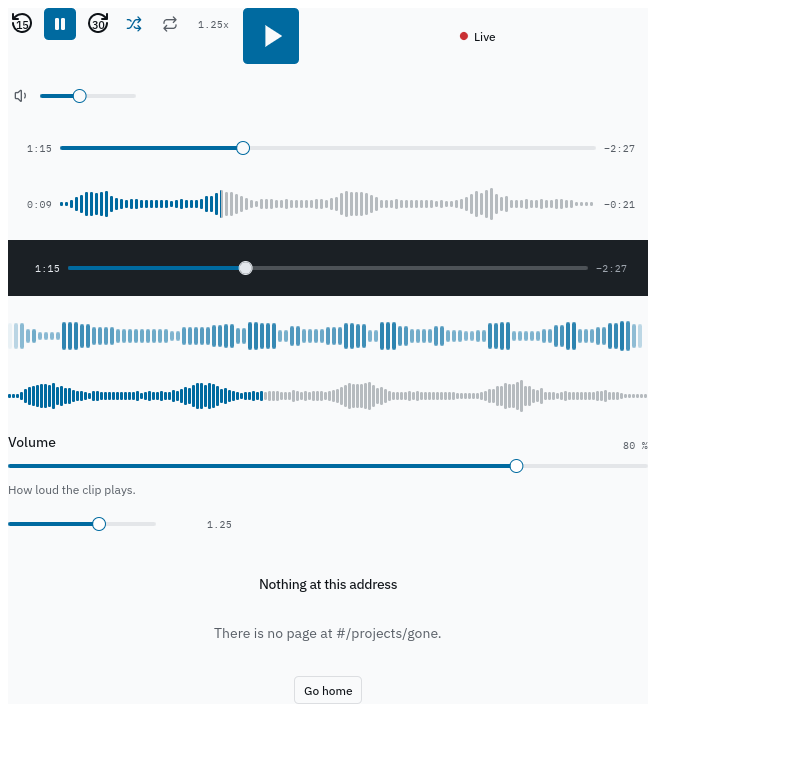 15
30
1.25x
Live
1:15
−2:27
0:09
−0:21
1:15
−2:27
Volume
80 %
How loud the clip plays.
1.25
Nothing at this address
There is no page at #/projects/gone.
Go home